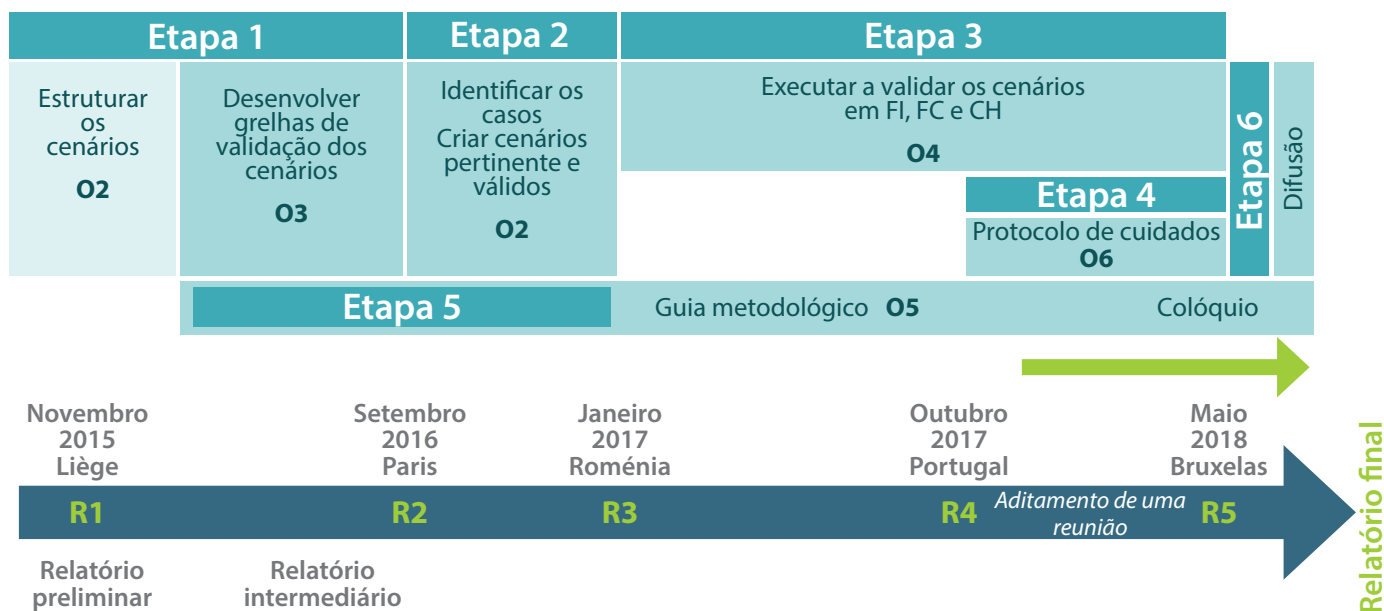 Etapa 1
Etapa 2
Etapa 3
Estruturar
os
cenários
O2
Desenvolver
grelhas de
validação dos
cenários
O3
Identificar os
casos
Criar cenários
pertinente e
válidos
O2
Executar a validar os cenários
em FI, FC e CH
O4
Etapa 4
Protocolo de cuidados
O6
Etapa 6
Difusão
Etapa 5
Guia metodológico O5
Colóquio
Novembro
2015
Liège
Setembro
2016
Paris
Janeiro
2017
Roménia
Outubro
2017
Portugal
Maio
2018
Bruxelas
R1
R2
R3
R4
Aditamento de uma
reunião
R5
Relatório final
Relatório
preliminar
Relatório
intermediário